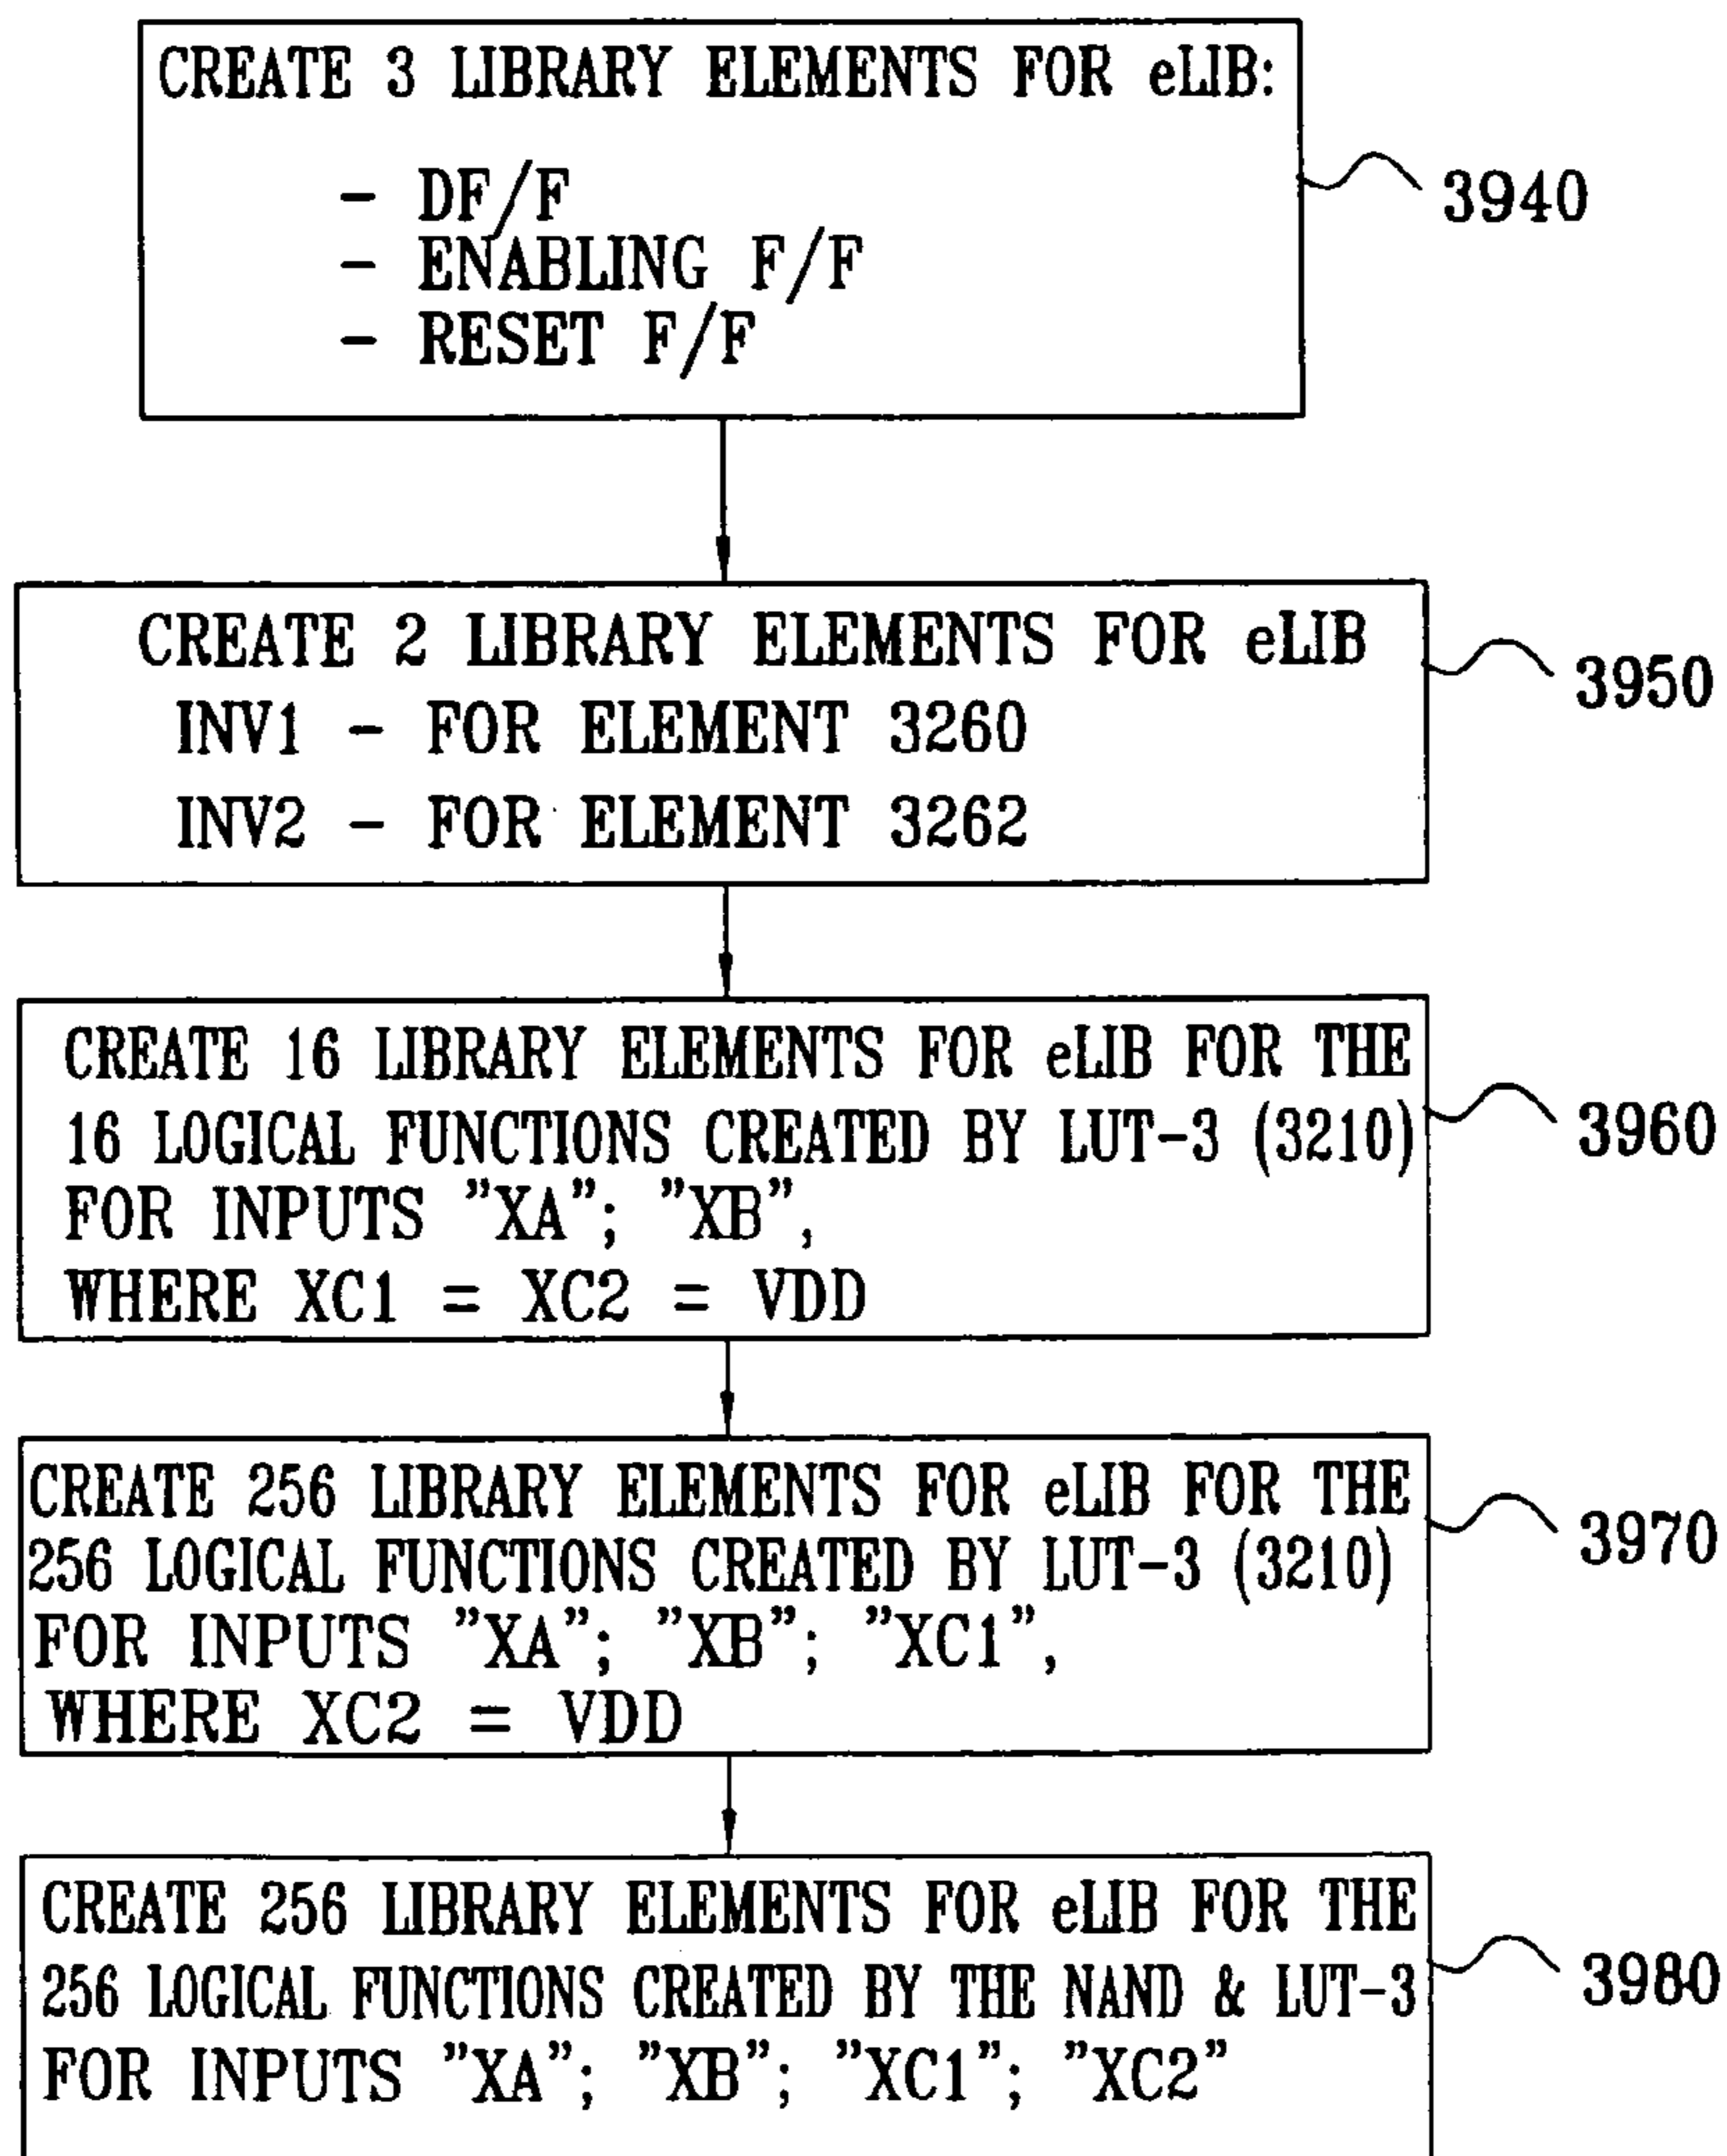 CREATE 3 LIBRARY ELEMENTS FOR eLIB:
- DF/F
- ENABLING F/F
- RESET F/F
3940
CREATE 2 LIBRARY ELEMENTS FOR eLIB
INV1 - FOR ELEMENT 3260
INV2 - FOR ELEMENT 3262
3950
CREATE 16 LIBRARY ELEMENTS FOR eLIB FOR THE
16 LOGICAL FUNCTIONS CREATED BY LUT-3 (3210)
FOR INPUTS "XA"; "XB",
WHERE XC1 = XC2 = VDD
3960
CREATE 256 LIBRARY ELEMENTS FOR eLIB FOR THE
256 LOGICAL FUNCTIONS CREATED BY LUT-3 (3210)
FOR INPUTS "XA"; "XB"; "XC1",
WHERE XC2 = VDD
3970
CREATE 256 LIBRARY ELEMENTS FOR eLIB FOR THE
256 LOGICAL FUNCTIONS CREATED BY THE NAND & LUT-3
FOR INPUTS "XA"; "XB"; "XC1"; "XC2"
3980